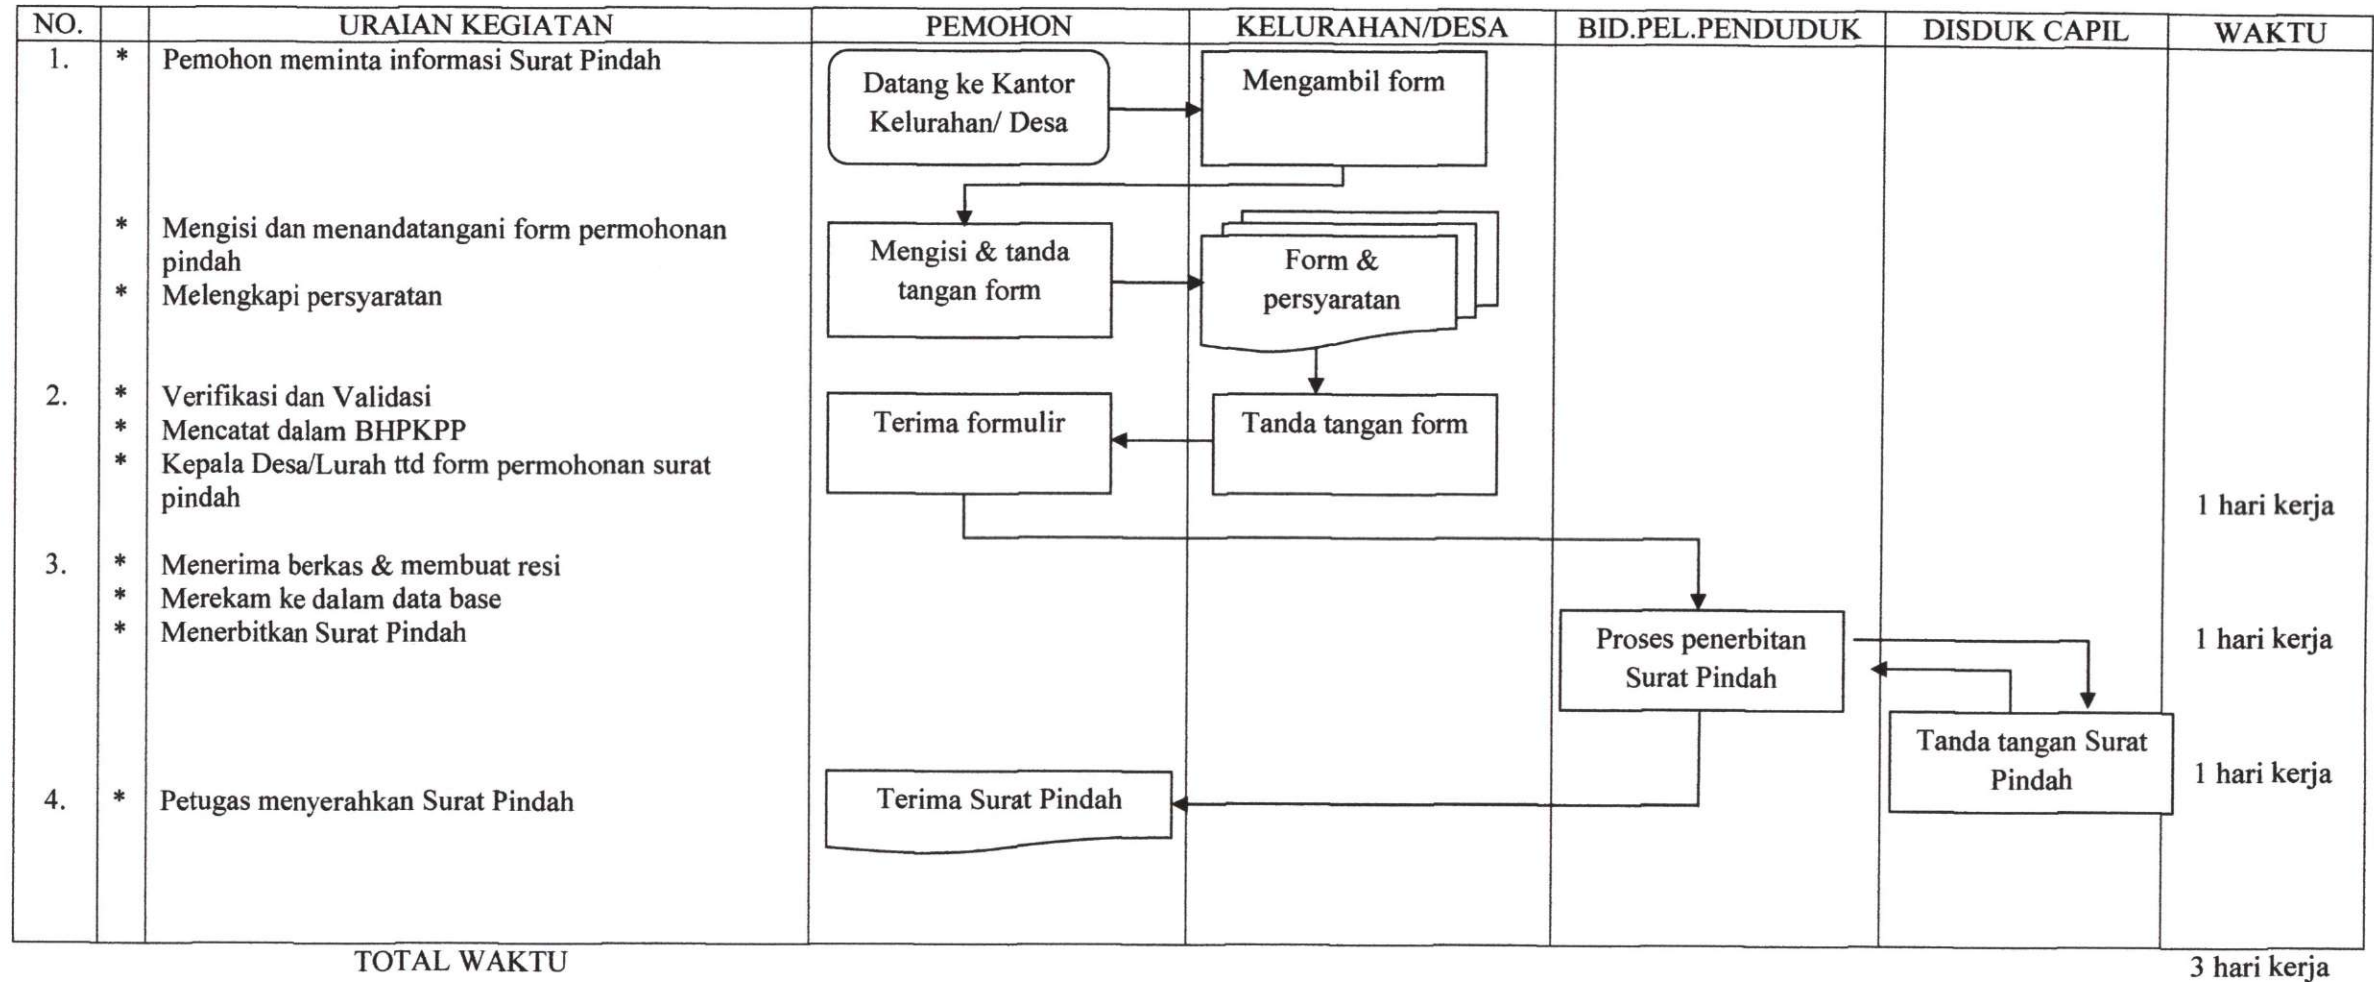 NO. URAIAN KEGIATAN PEMOHON KELURAHAN/DESA BID.PEL.PENDUDUK DISDUK CAPIL WAKTU
1. * Pemohon meminta informasi Surat Pindah
Datang ke Kantor
Kelurahan/ Desa
Mengambil form
* Mengisi dan menandatangani form permohonan
pindah
* Melengkapi persyaratan
Mengisi & tanda
tangan form
Form &
persyaratan
2. * Verifikasi dan Validasi
* Mencatat dalam BHPKPP
* Kepala Desa/Lurah ttd form permohonan surat
pindah
Terima formulir
Tanda tangan form
1 hari kerja
3. * Menerima berkas & membuat resi
* Merekam ke dalam data base
* Menerbitkan Surat Pindah
Proses penerbitan
Surat Pindah
1 hari kerja
Tanda tangan Surat
Pindah
1 hari kerja
4. * Petugas menyerahkan Surat Pindah
Terima Surat Pindah
TOTAL WAKTU 3 hari kerja